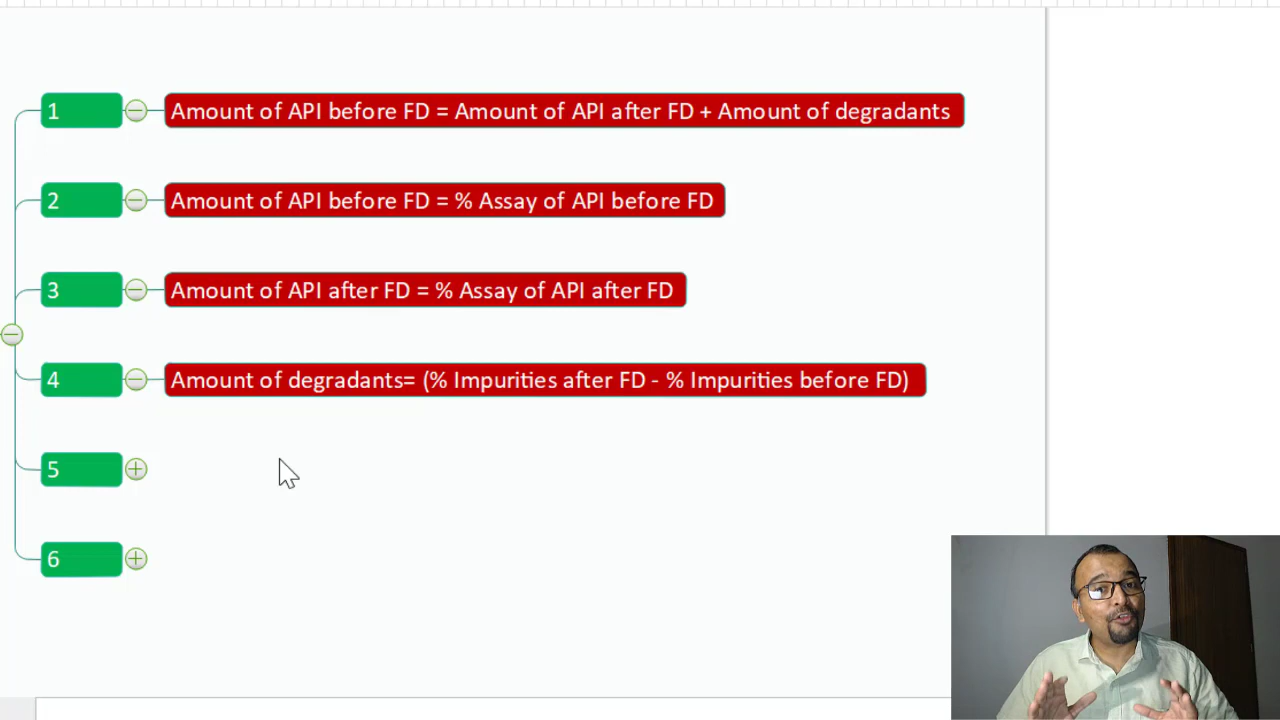 1
Amount of API before FD = Amount of API after FD + Amount of degradants
2
Amount of API before FD = % Assay of API before FD
3
Amount of API after FD = % Assay of API after FD
4
Amount of degradants= (% Impurities after FD - % Impurities before FD)
5
6